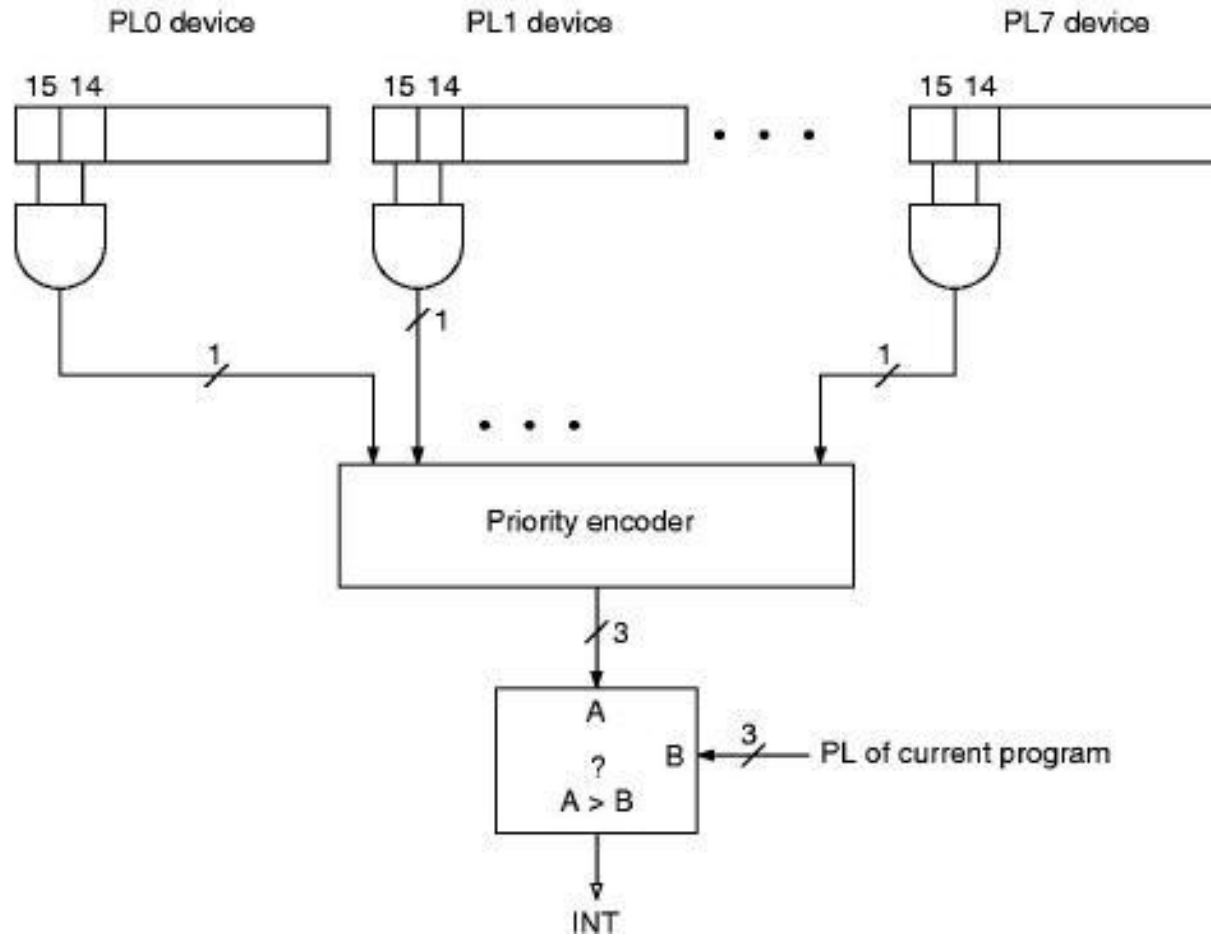 PL0 device PL1 device PL7 device
15 14 15 14 15 14
1
1 1
Priority encoder
3
A
B 3 PL of current program
?
A > B
INT